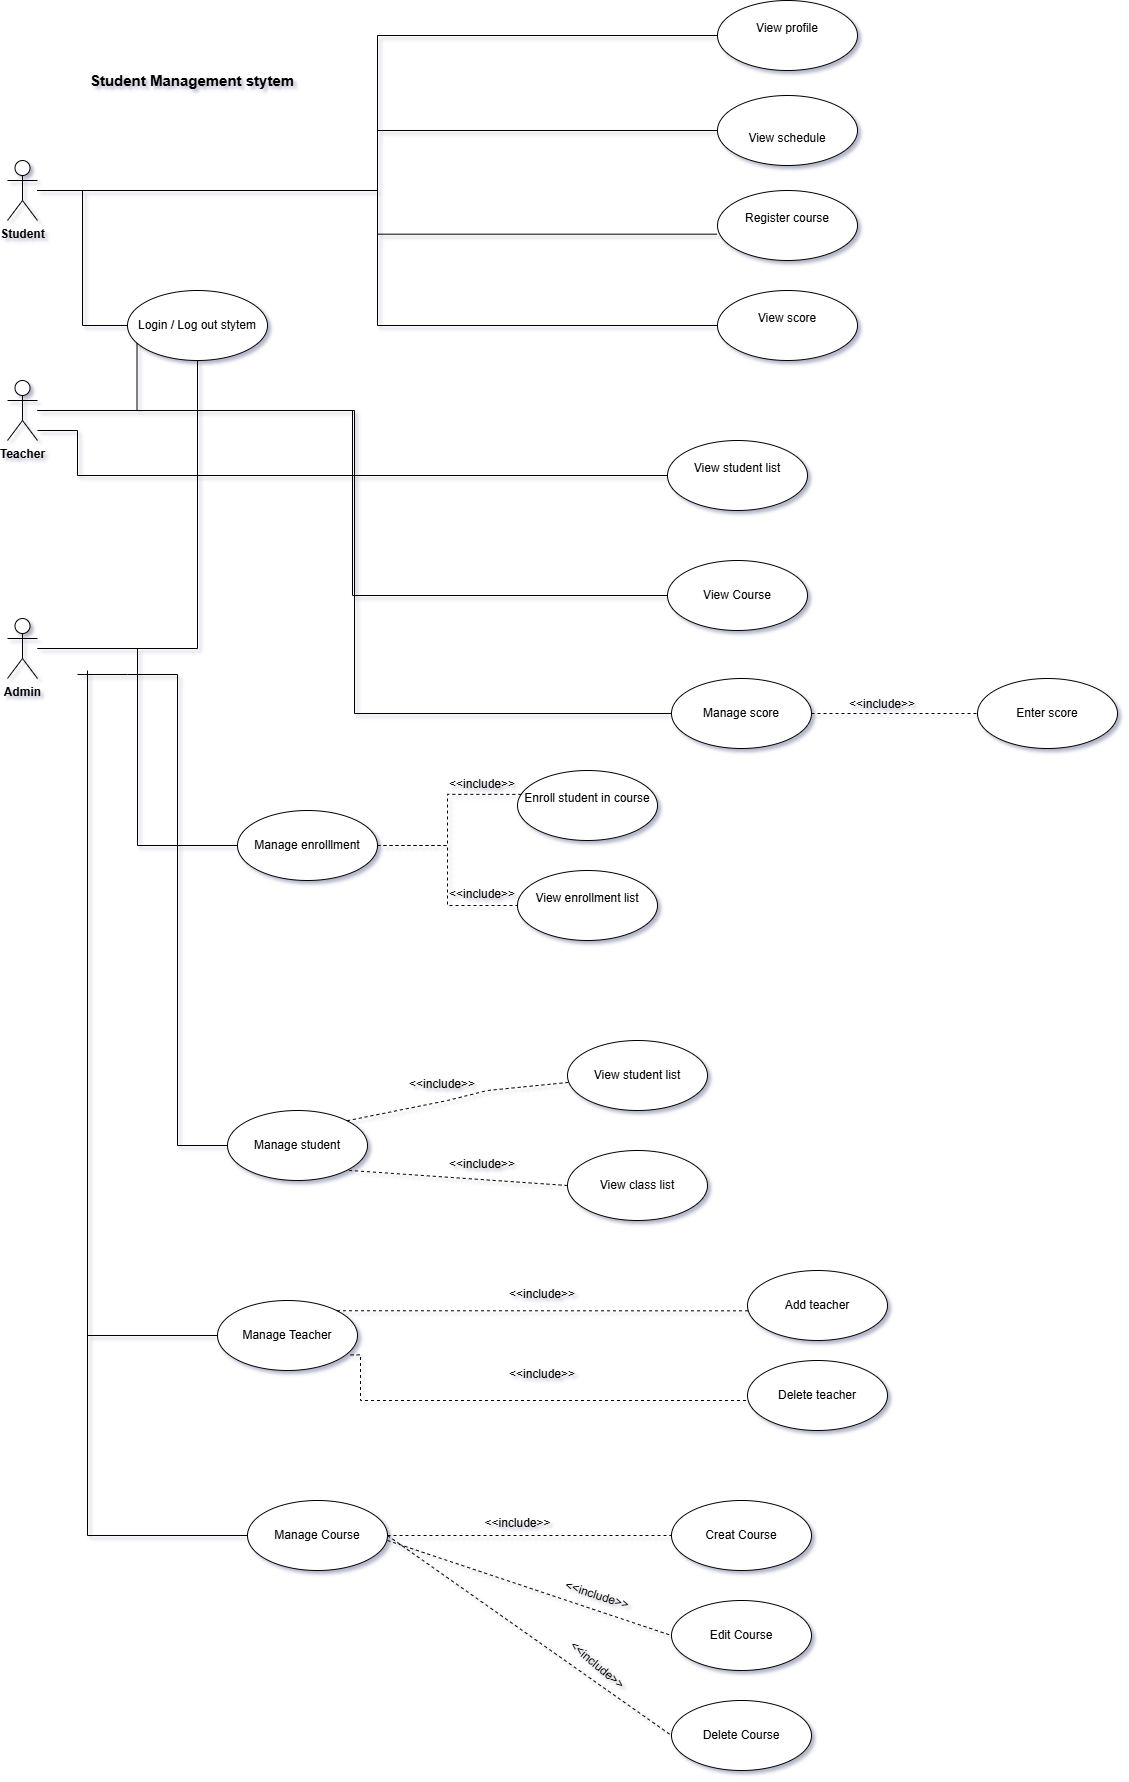 View profile
Student Management stytem
View schedule
Register course
Student
View score
Login / Log out stytem
Teacher
View student list
View Course
Admin
Manage score
<<include>>
Enter score
<<include>>
Enroll student in course
Manage enrolllment
<<include>>
View enrollment list
View student list
<<include>>
Manage student
<<include>>
View class list
<<include>>
Add teacher
Manage Teacher
<<include>>
Delete teacher
<<include>>
Manage Course
Creat Course
<<include>>
Edit Course
<<include>>
Delete Course